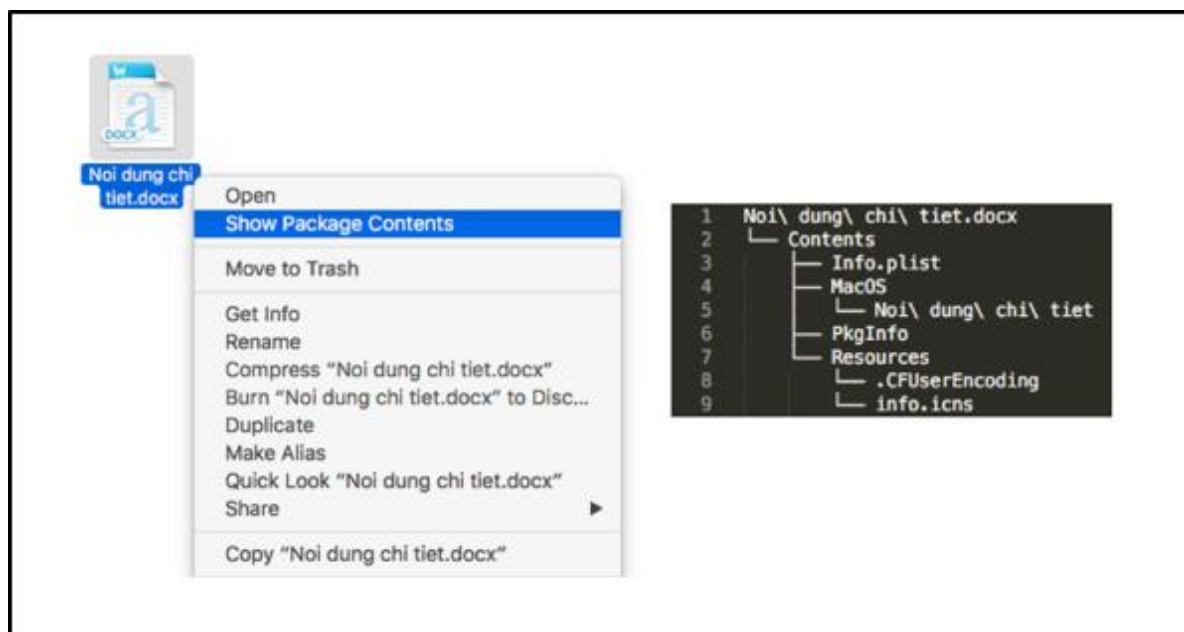 W
a
DOCX
Noi dung chi
tiet.docx
Open
Show Package Contents
Move to Trash
Get Info
Rename
Compress “Noi dung chi tiet.docx”
Burn “Noi dung chi tiet.docx” to Disc...
Duplicate
Make Alias
Quick Look “Noi dung chi tiet.docx”
Share
Copy “Noi dung chi tiet.docx”
1 Noi\ dung\ chi\ tiet.docx
2 └── Contents
3 ├── Info.plist
4 ├── MacOS
5 │ └── Noi\ dung\ chi\ tiet
6 ├── PkgInfo
7 └── Resources
8 └── .CFUserEncoding
9 └── info.icns